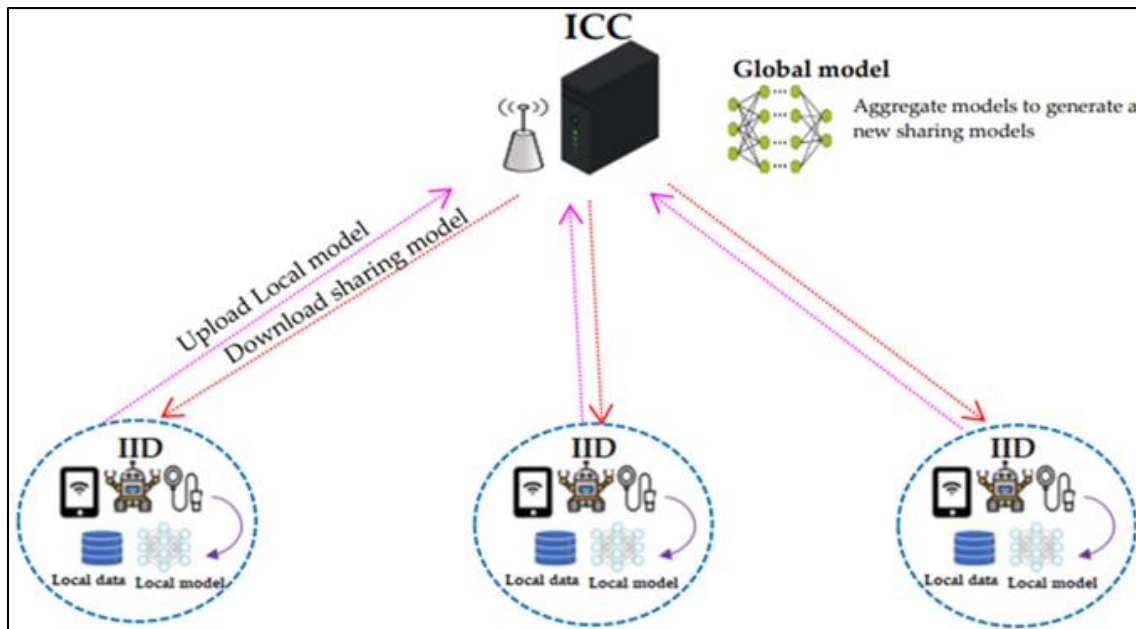 ICC
Global model
Aggregate models to generate a
new sharing models
Upload Local model
Download sharing model
IID
Local data
Local model
IID
Local data
Local model
IID
Local data
Local model